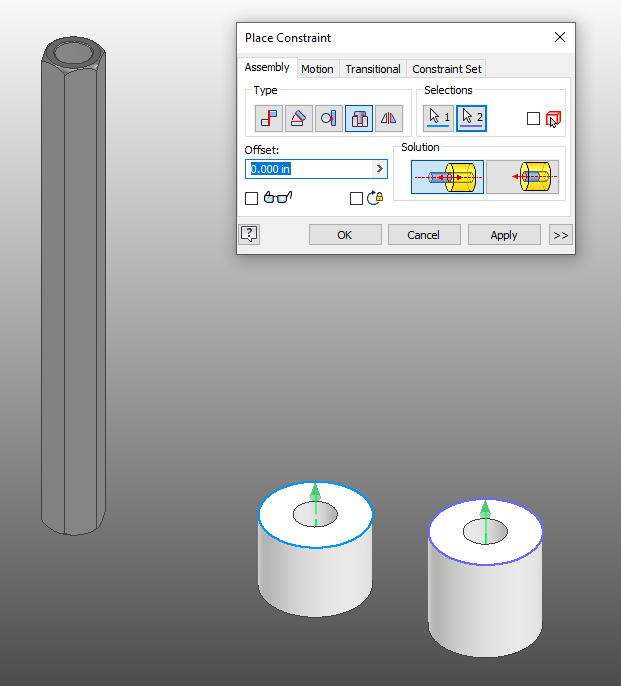 Place Constraint
Assembly Motion Transitional Constraint Set
Type Selections
1 2
Offset: Solution
0.000 in >
?
OK Cancel Apply >>